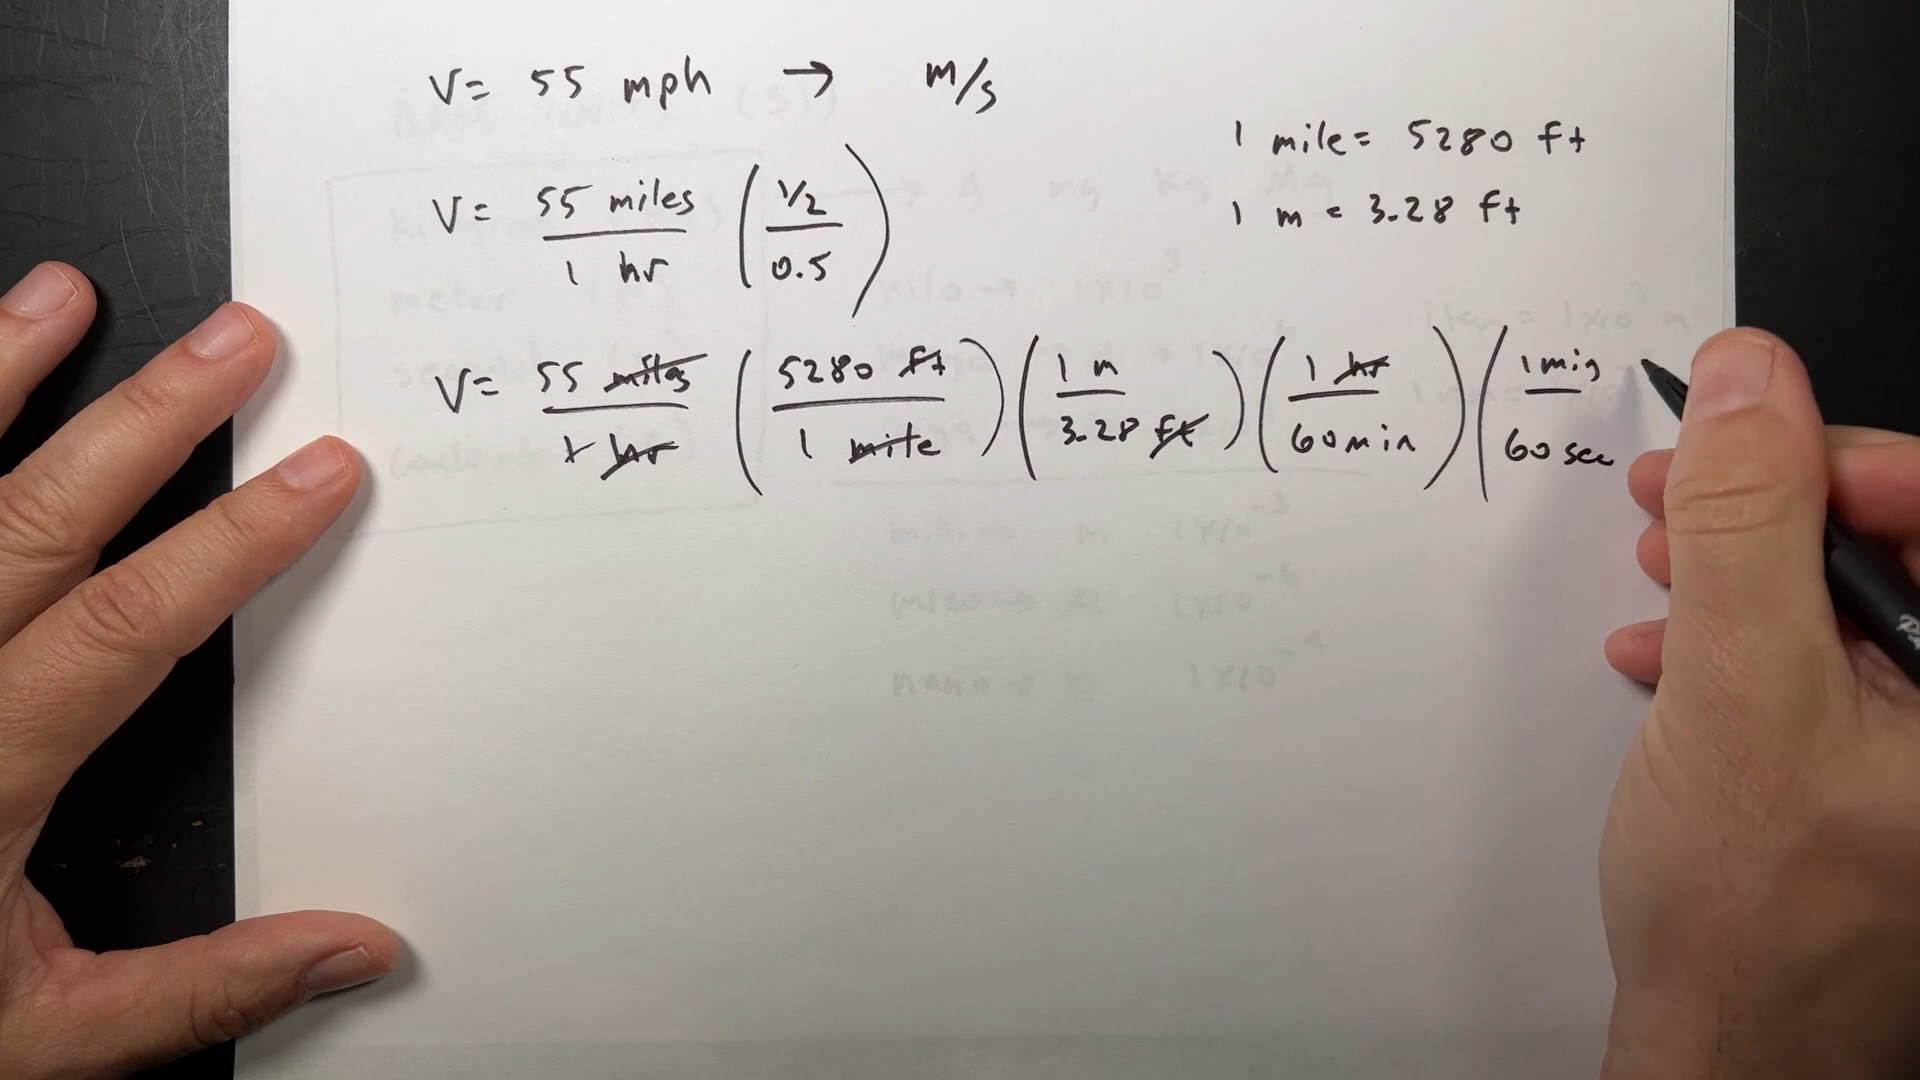 V = 55 mph → m/s
1 mile = 5280 ft
1 m = 3.28 ft
V = 55 miles / 1 hr (1/2 / 0.5)
V = 55 miles / 1 hr (5280 ft / 1 mile) (1 m / 3.28 ft) (1 hr / 60 min) (1 min / 60 sec